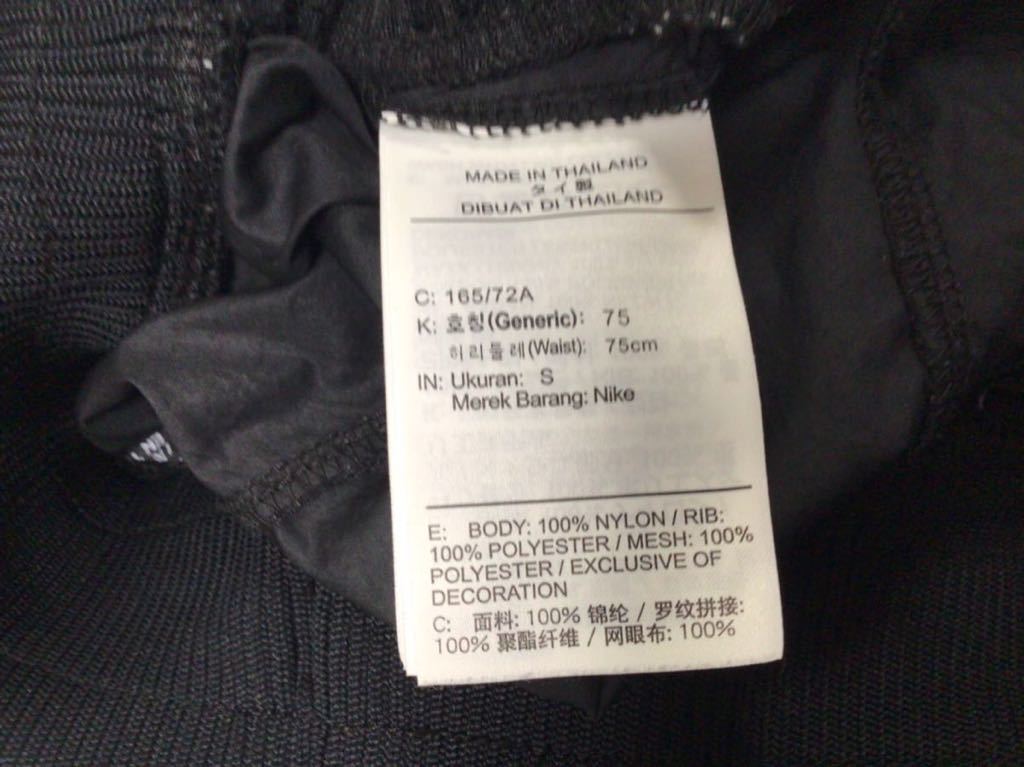 MADE IN THAILAND
タイ製
DIBUAT DI THAILAND
C: 165/72A
K: 호칭(Generic): 75
허리둘레(Waist): 75cm
IN: Ukuran: S
Merek Barang: Nike
E: BODY: 100% NYLON / RIB:
100% POLYESTER / MESH: 100%
POLYESTER / EXCLUSIVE OF
DECORATION
C: 面料: 100% 锦纶 / 罗纹拼接:
100% 聚酯纤维 / 网眼布: 100%